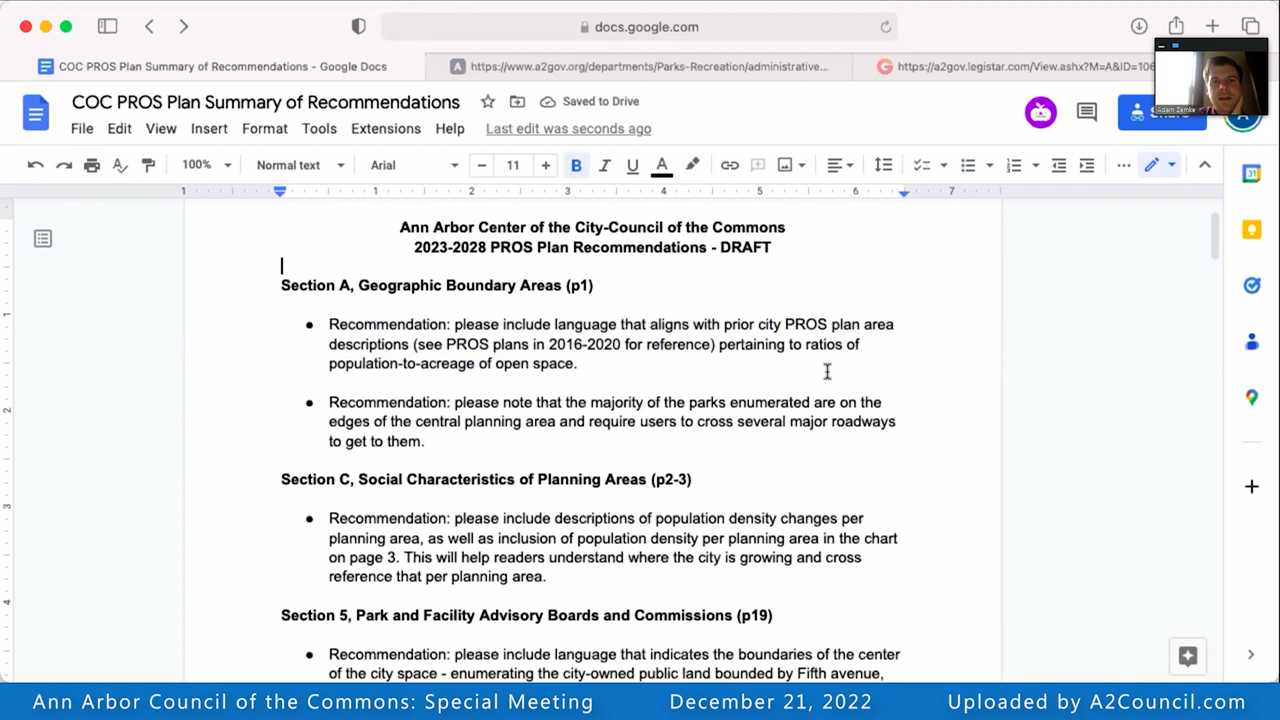 docs.google.com
COC PROS Plan Summary of Recommendations - Google Docs
https://www.a2gov.org/departments/Parks-Recreation/administrative...
https://a2gov.legistar.com/View.ashx?M=A&ID=106
Adam Zemke
COC PROS Plan Summary of Recommendations
Saved to Drive
File Edit View Insert Format Tools Extensions Help Last edit was seconds ago
100% Normal text Arial 11 B I U A
1 1 2 3 4 5 6 7
Ann Arbor Center of the City-Council of the Commons
2023-2028 PROS Plan Recommendations - DRAFT
Section A, Geographic Boundary Areas (p1)
● Recommendation: please include language that aligns with prior city PROS plan area
descriptions (see PROS plans in 2016-2020 for reference) pertaining to ratios of
population-to-acreage of open space.
● Recommendation: please note that the majority of the parks enumerated are on the
edges of the central planning area and require users to cross several major roadways
to get to them.
Section C, Social Characteristics of Planning Areas (p2-3)
● Recommendation: please include descriptions of population density changes per
planning area, as well as inclusion of population density per planning area in the chart
on page 3. This will help readers understand where the city is growing and cross
reference that per planning area.
Section 5, Park and Facility Advisory Boards and Commissions (p19)
● Recommendation: please include language that indicates the boundaries of the center
of the city space - enumerating the city-owned public land bounded by Fifth avenue,
Ann Arbor Council of the Commons: Special Meeting December 21, 2022 Uploaded by A2Council.com